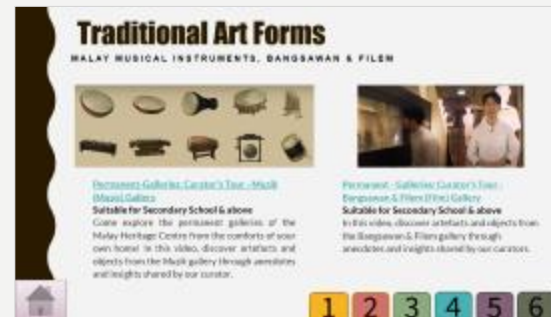 Traditional Art Forms
MALAY MUSICAL INSTRUMENTS, BANGSAWAN & FILEM
Permanent Galleries: Curator's Tour - Muzik
(Music) Gallery
Suitable for Secondary School & above
Come explore the permanent galleries of the
Malay Heritage Centre from the comforts of your
own home! In this video, discover artefacts and
objects from the Muzik gallery through anecdotes
and insights shared by our curator.
Permanent - Galleries: Curator's Tour -
Bangsawan & Filem (Film) Gallery
Suitable for Secondary School & above
In this video, discover artefacts and objects from
the Bangsawan & Filem gallery through
anecdotes and insights shared by our curators.
1 2 3 4 5 6